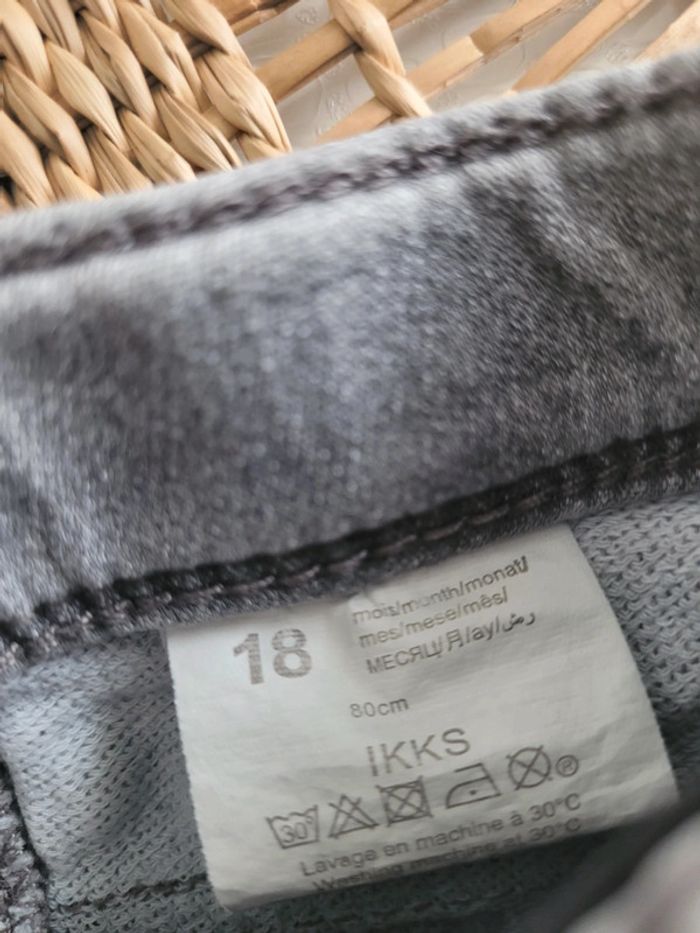 18
mois/month/monat/
mes/mese/mês/
МЕСЯЦ/月/ay/
80cm
IKKS
30°
®
Lavage en machine à 30°C
Washing machine at 30°C